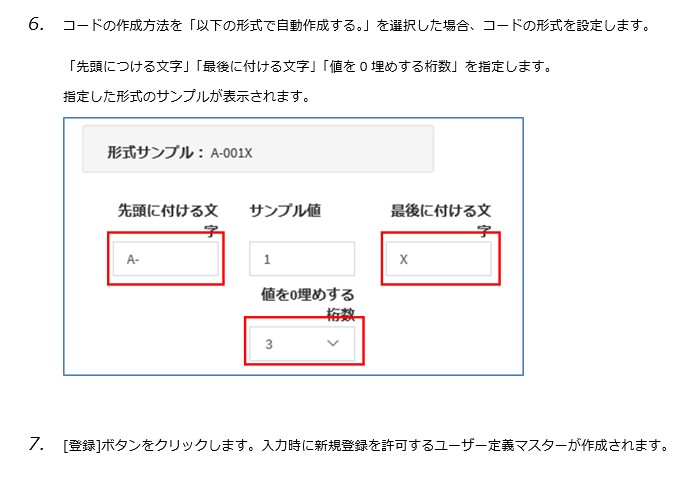 6. コードの作成方法を「以下の形式で自動作成する。」を選択した場合、コードの形式を設定します。
「先頭につける文字」「最後に付ける文字」「値を 0 埋めする桁数」を指定します。
指定した形式のサンプルが表示されます。
形式サンプル： A-001X
先頭に付ける文字
サンプル値
最後に付ける文字
A-
1
X
値を0埋めする桁数
3
7. [登録]ボタンをクリックします。入力時に新規登録を許可するユーザー定義マスターが作成されます。